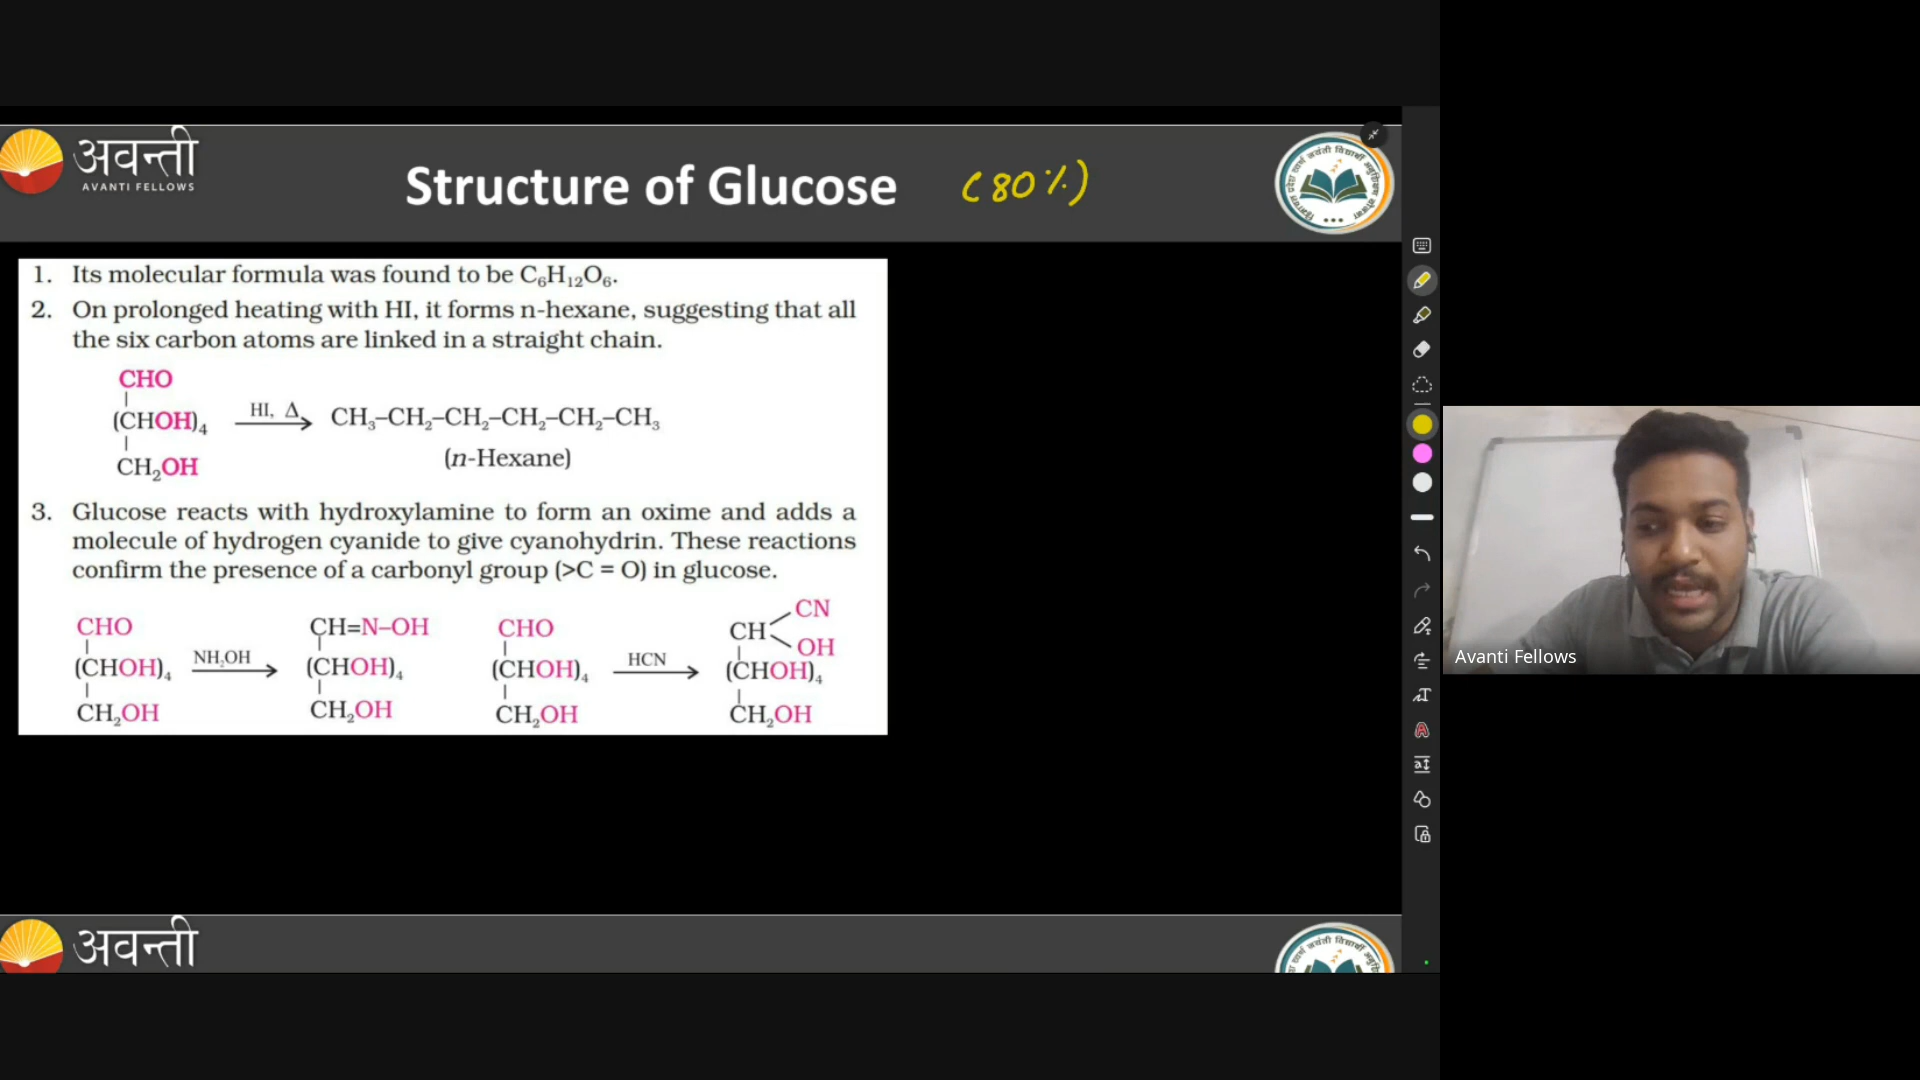 अवन्ती
AVANTI FELLOWS
Structure of Glucose (80%)
1. Its molecular formula was found to be C₆H₁₂O₆.
2. On prolonged heating with HI, it forms n-hexane, suggesting that all
the six carbon atoms are linked in a straight chain.
CHO
(CHOH)₄ HI, Δ CH₃–CH₂–CH₂–CH₂–CH₂–CH₃
CH₂OH (n-Hexane)
3. Glucose reacts with hydroxylamine to form an oxime and adds a
molecule of hydrogen cyanide to give cyanohydrin. These reactions
confirm the presence of a carbonyl group (>C = O) in glucose.
CHO CH=N–OH CHO CH CN OH
(CHOH)₄ NH₂OH (CHOH)₄ (CHOH)₄ HCN (CHOH)₄
CH₂OH CH₂OH CH₂OH CH₂OH
Avanti Fellows
अवन्ती